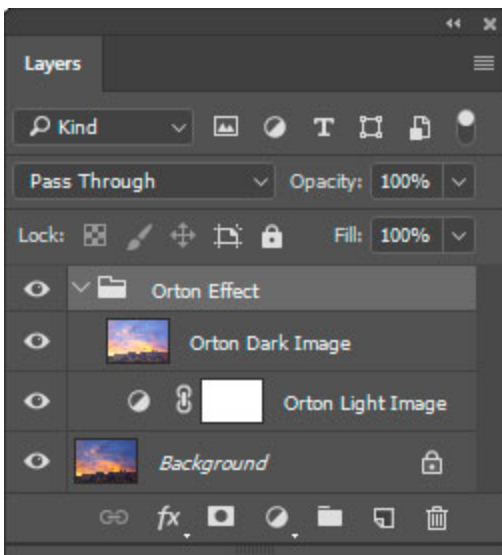 Layers
Kind
Pass Through Opacity: 100%
Lock: Fill: 100%
Orton Effect
Orton Dark Image
Orton Light Image
Background
fx